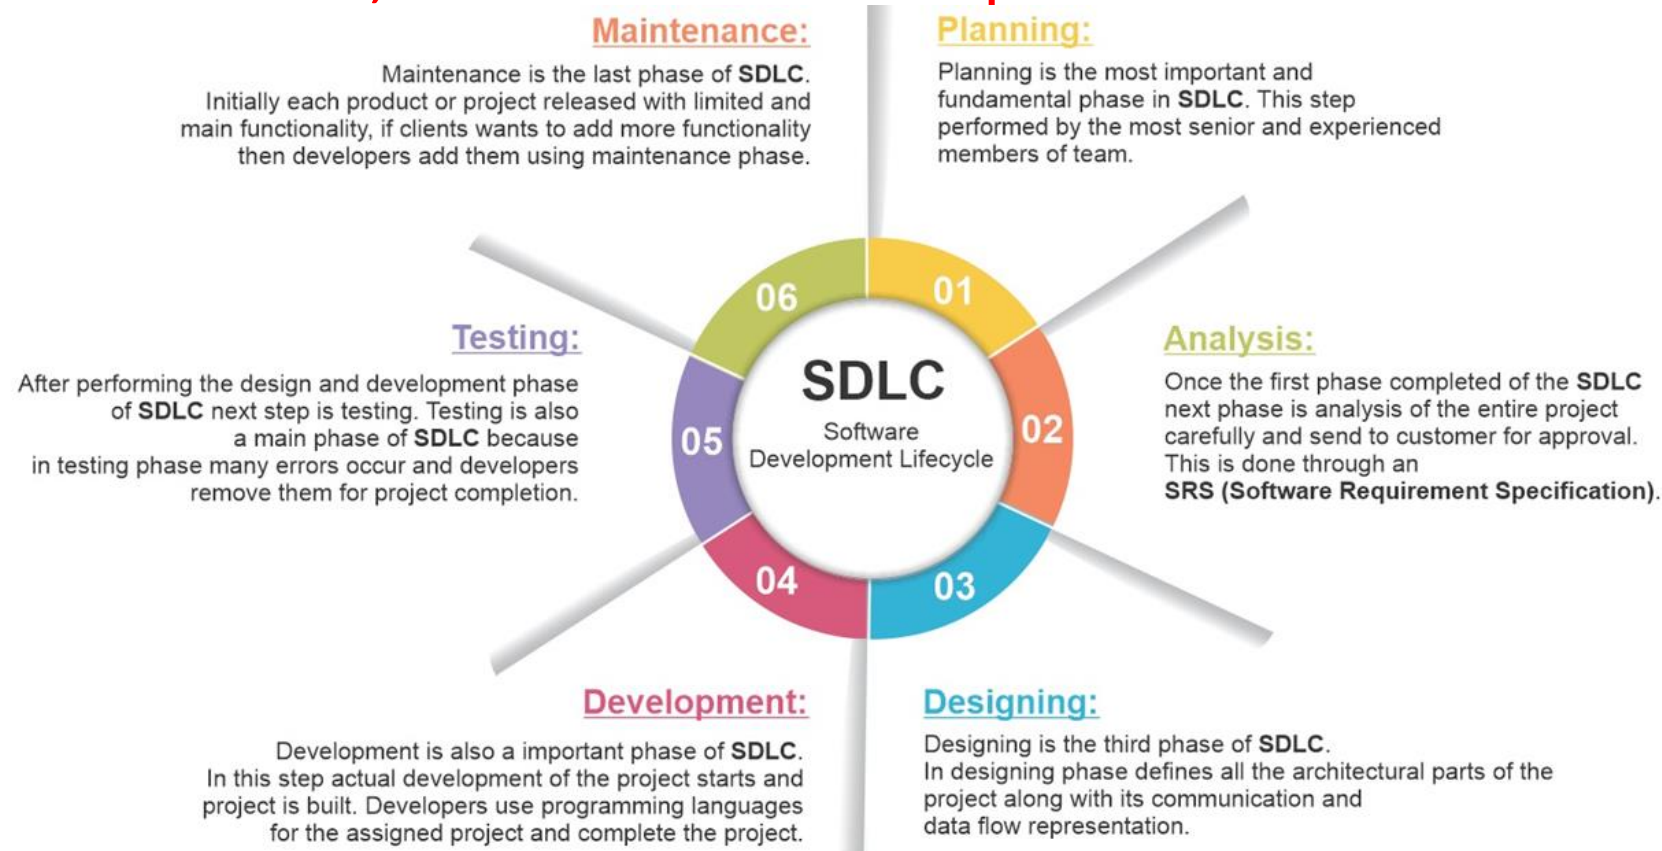 Planning:
Planning is the most important and
fundamental phase in SDLC. This step
performed by the most senior and experienced
members of team.
Analysis:
Once the first phase completed of the SDLC
next phase is analysis of the entire project
carefully and send to customer for approval.
This is done through an
SRS (Software Requirement Specification).
Designing:
Designing is the third phase of SDLC.
In designing phase defines all the architectural parts of the
project along with its communication and
data flow representation.
Development:
Development is also a important phase of SDLC.
In this step actual development of the project starts and
project is built. Developers use programming languages
for the assigned project and complete the project.
Testing:
After performing the design and development phase
of SDLC next step is testing. Testing is also
a main phase of SDLC because
in testing phase many errors occur and developers
remove them for project completion.
Maintenance:
Maintenance is the last phase of SDLC.
Initially each product or project released with limited and
main functionality, if clients wants to add more functionality
then developers add them using maintenance phase.
01
02
03
04
05
06
SDLC
Software
Development Lifecycle